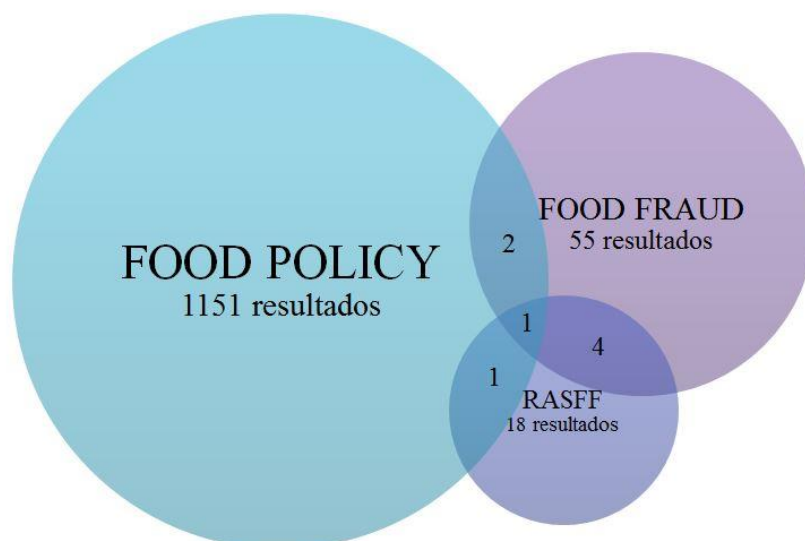 FOOD POLICY
1151 resultados
FOOD FRAUD
55 resultados
2
1
4
1
RASFF
18 resultados